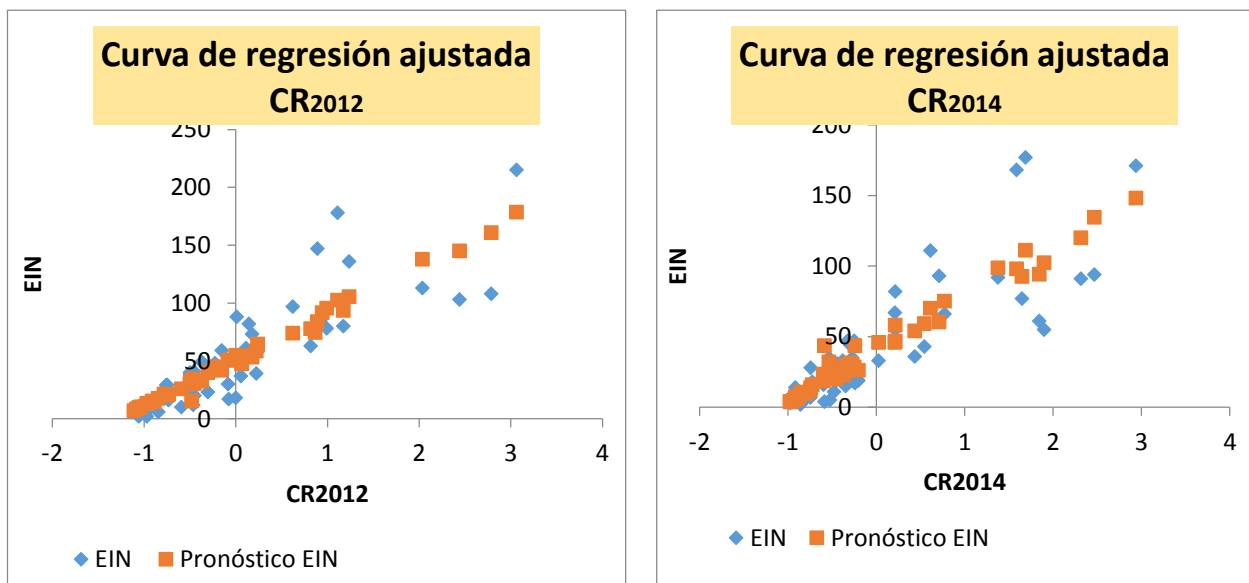 Curva de regresión ajustada
CR2012
250
200
150
100
50
0
-2 -1 0 1 2 3 4
EIN
CR2012
EIN Pronóstico EIN
Curva de regresión ajustada
CR2014
200
150
100
50
0
-2 -1 0 1 2 3 4
EIN
CR2014
EIN Pronóstico EIN